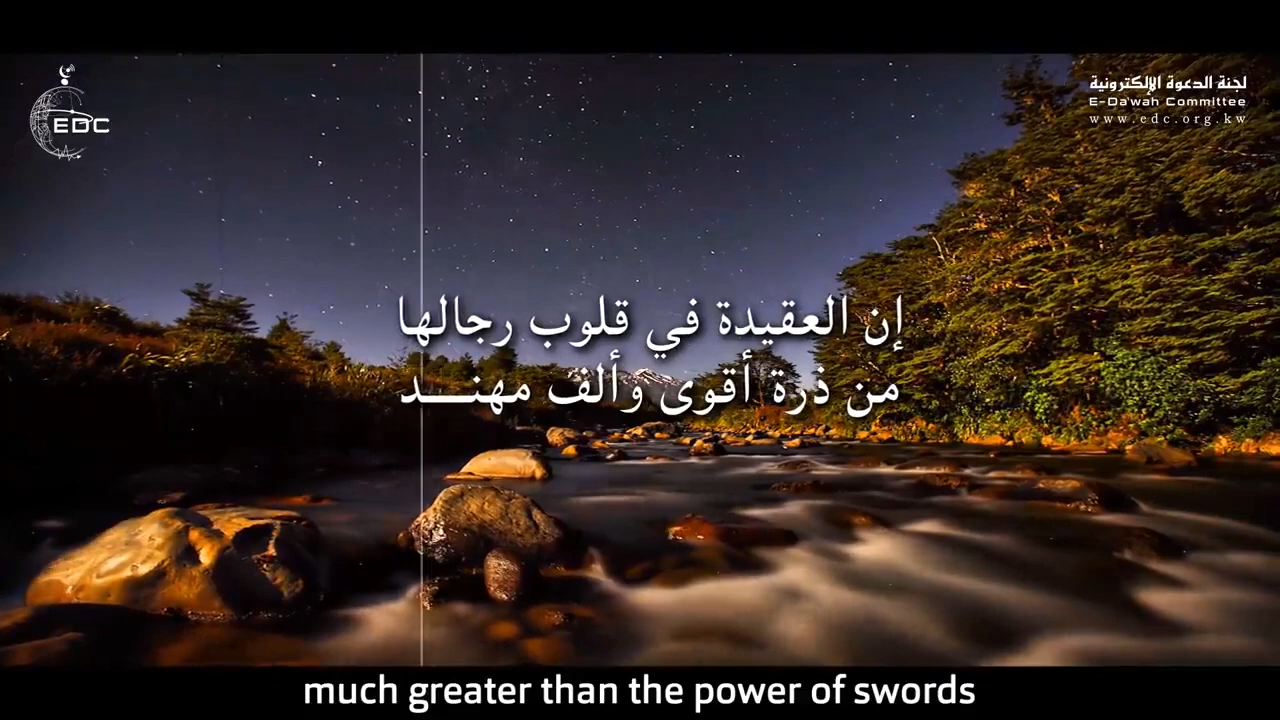 EDC
لجنة الدعوة الإلكترونية
E-Da'wah Committee
www.edc.org.kw
إن العقيدة في قلوب رجالها
من ذرة أقوى وألف مهنـــد
much greater than the power of swords